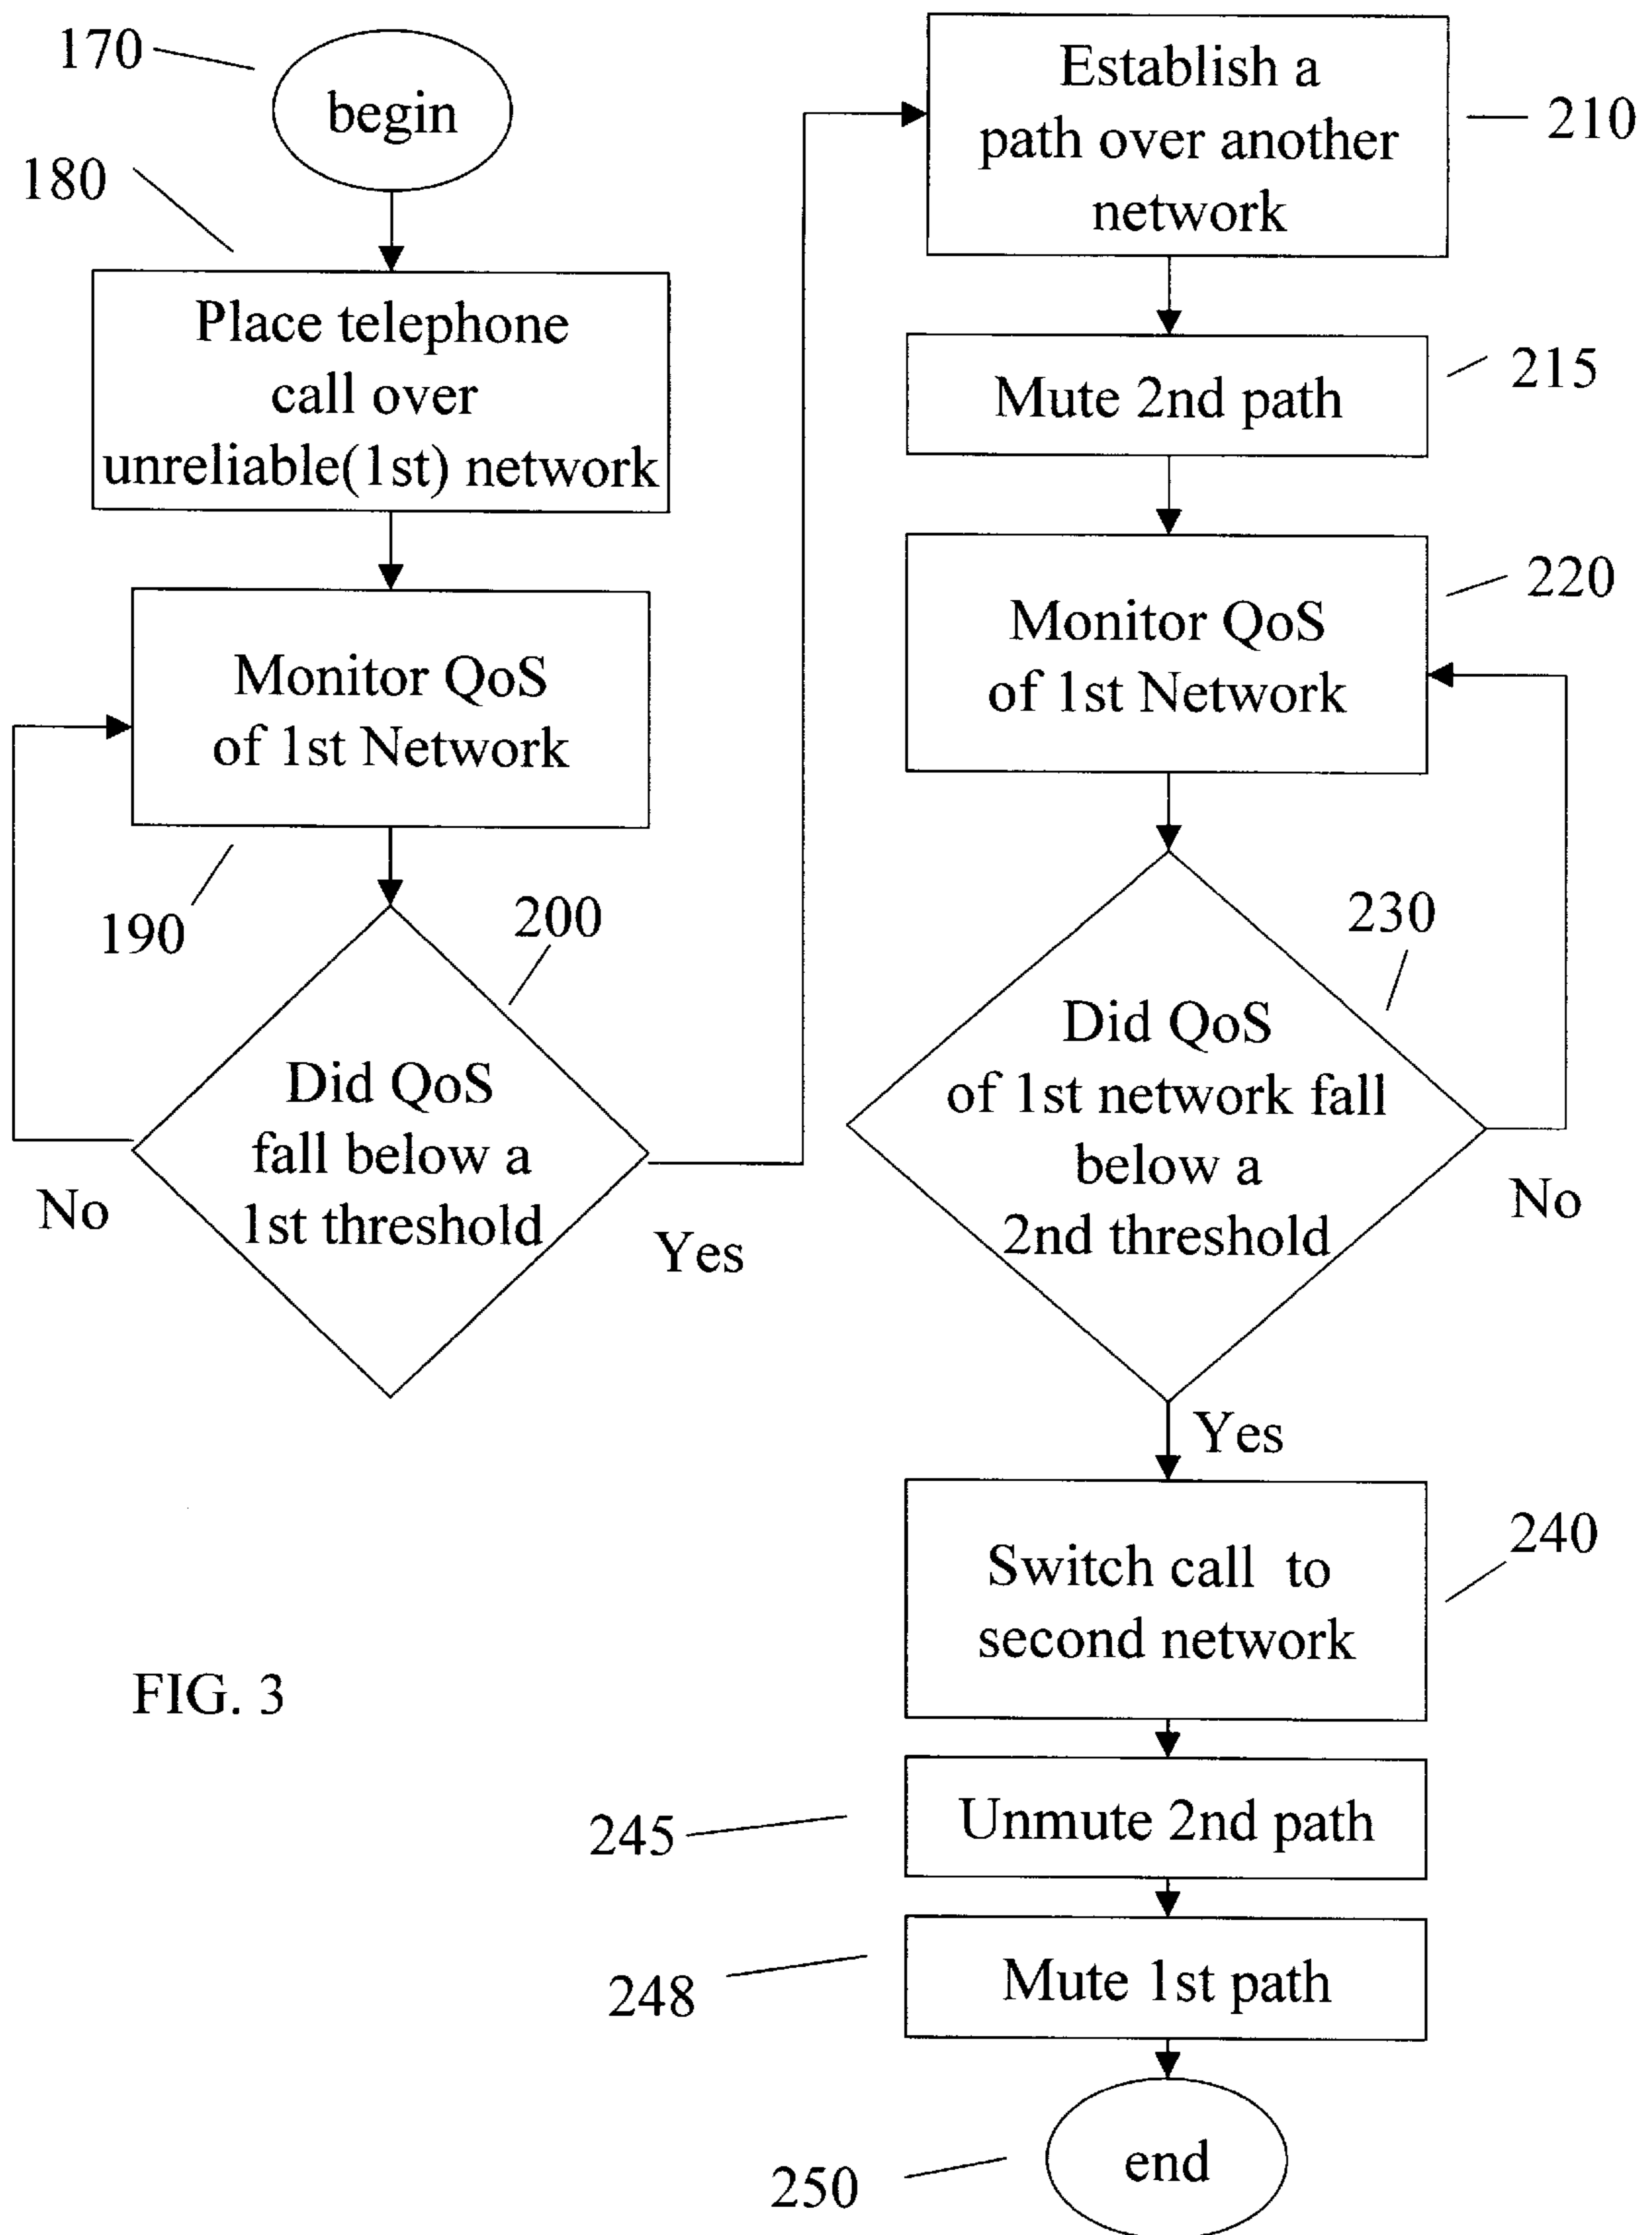 170
begin
180
Place telephone
call over
unreliable(1st) network
Monitor QoS
of 1st Network
190
200
Did QoS
fall below a
1st threshold
No
Yes
Establish a
path over another
network
210
Mute 2nd path
215
Monitor QoS
of 1st Network
220
230
Did QoS
of 1st network fall
below a
2nd threshold
No
Yes
Switch call to
second network
240
Unmute 2nd path
245
Mute 1st path
248
end
250
FIG. 3